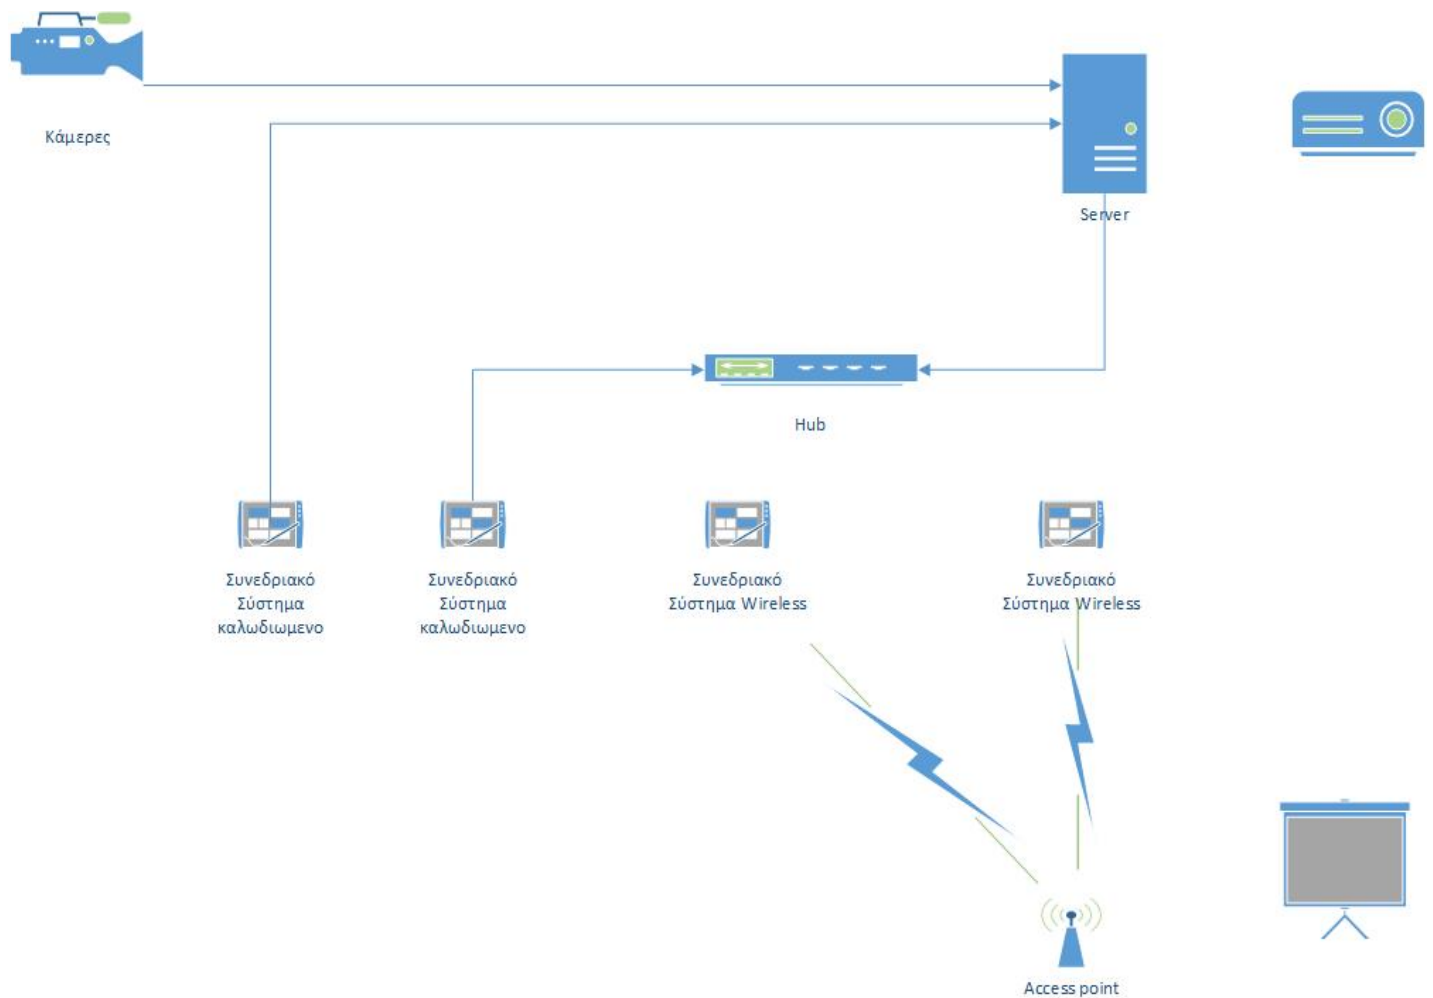 Κάμερες
Server
Hub
Συνεδριακό
Σύστημα
καλωδιωμενο
Συνεδριακό
Σύστημα
καλωδιωμενο
Συνεδριακό
Σύστημα Wireless
Συνεδριακό
Σύστημα Wireless
Access point